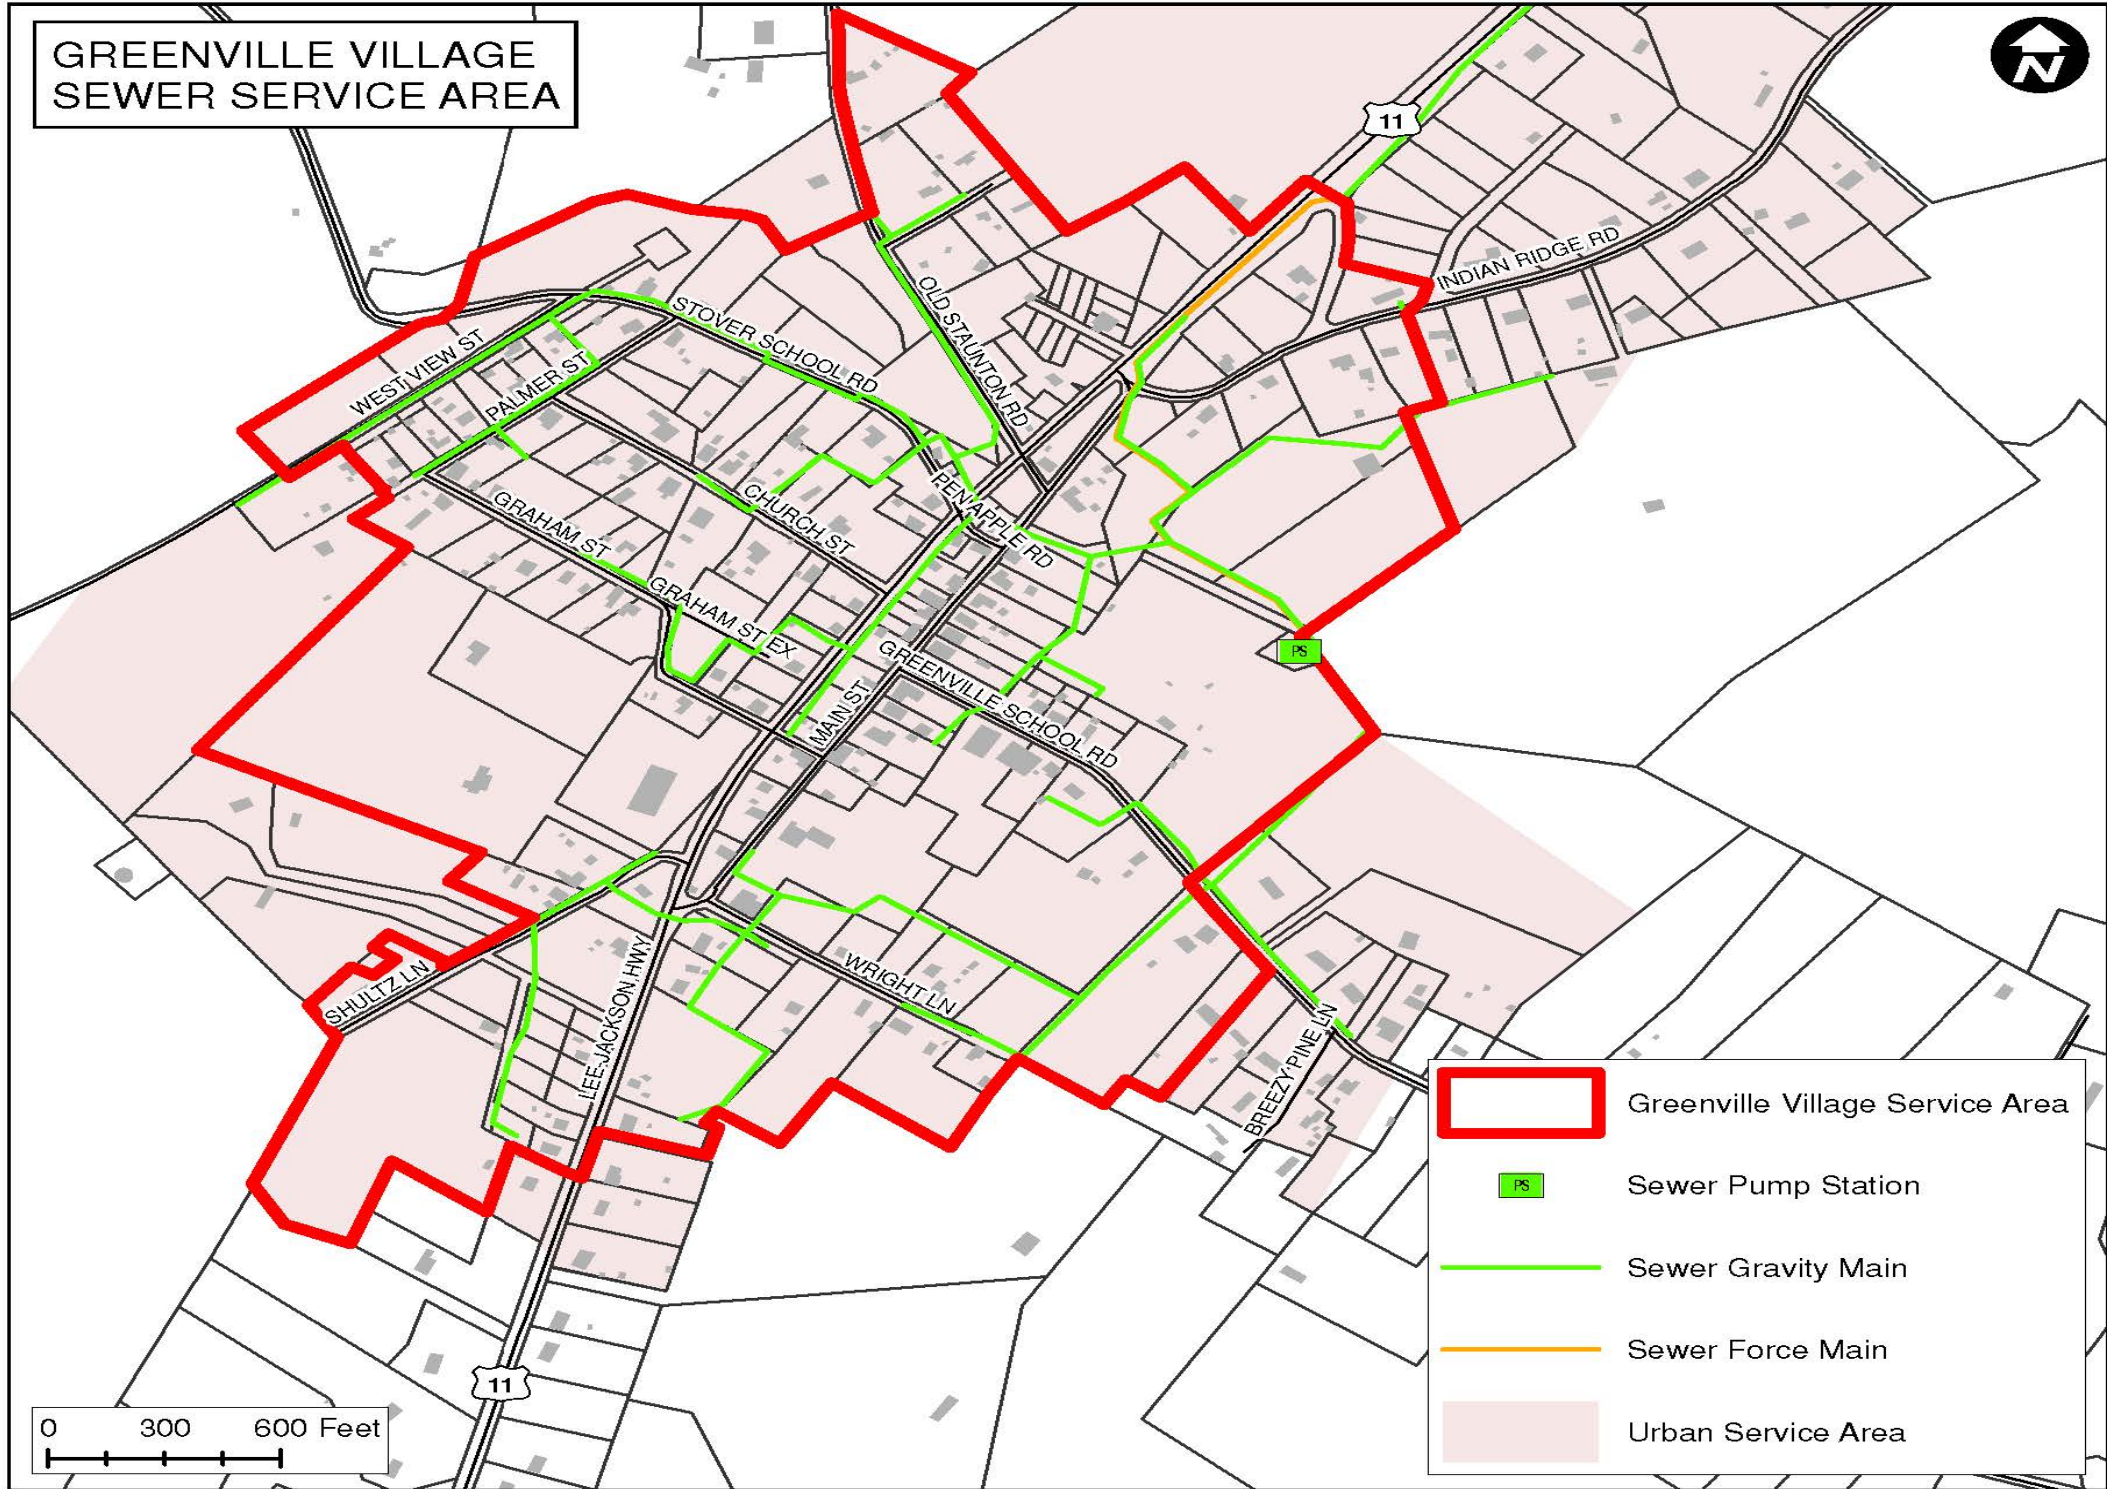 GREENVILLE VILLAGE
SEWER SERVICE AREA
N
11
INDIAN RIDGE RD
OLD STAUNTON RD
STOVER SCHOOL RD
WEST VIEW ST
PALMER ST
CHURCH ST
PENAPPLE RD
GRAHAM ST
GRAHAM ST EX
GREENVILLE SCHOOL RD
PS
MAIN ST
WRIGHT LN
SHULTZ LN
LEE-JACKSON HWY
BREEZY PINE LN
11
0 300 600 Feet
Greenville Village Service Area
PS
Sewer Pump Station
Sewer Gravity Main
Sewer Force Main
Urban Service Area